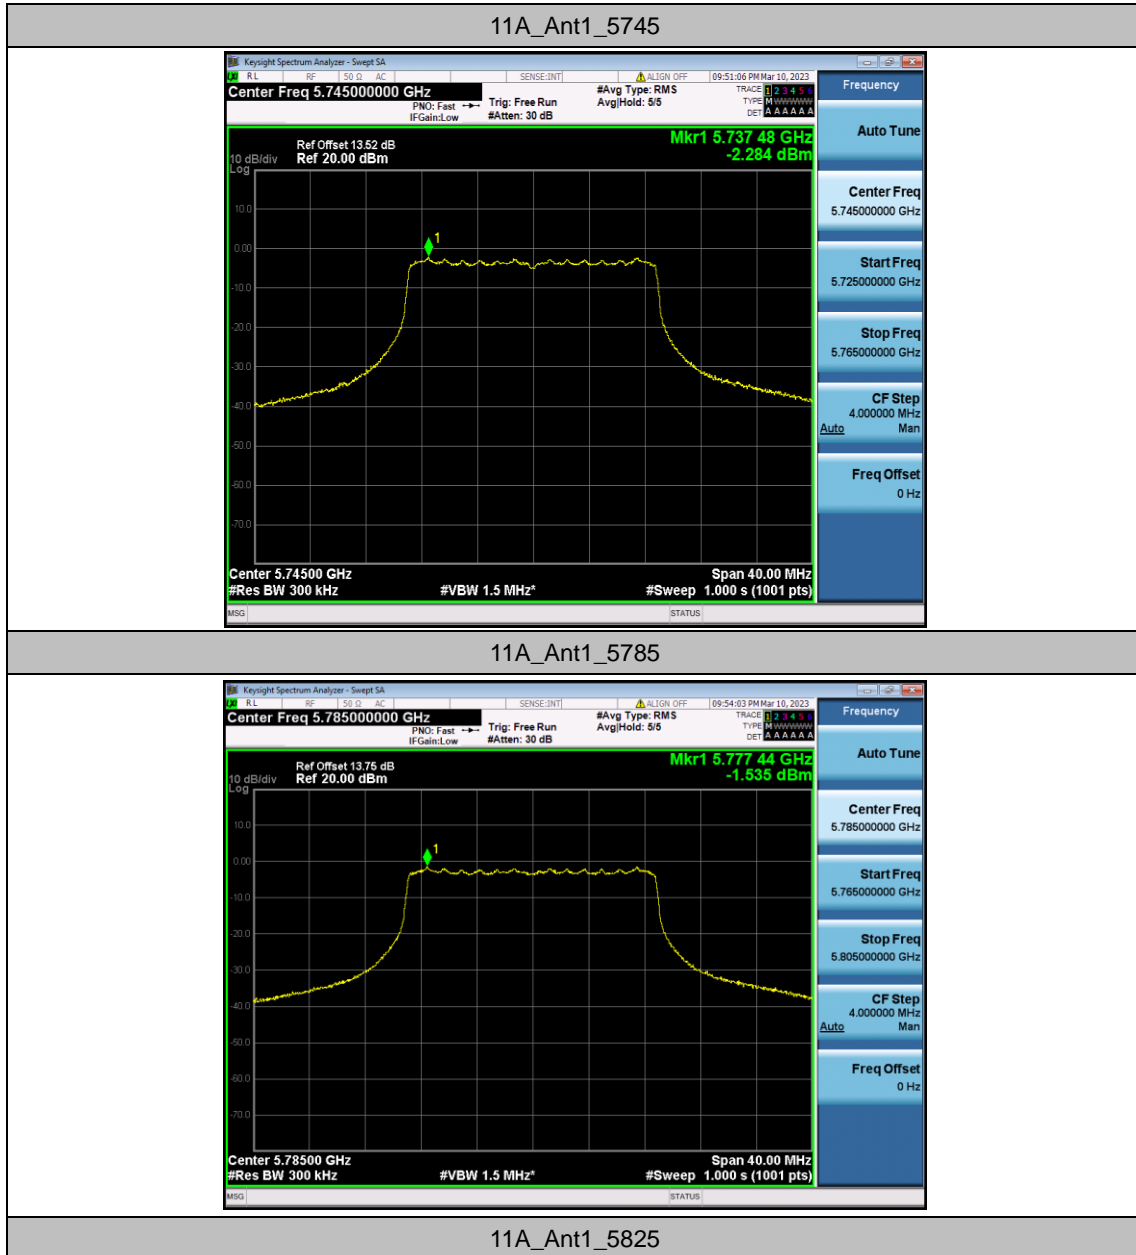 11A_Ant1_5745
Keysight Spectrum Analyzer - Swept SA
RL RF 50 Ω AC SENSE:INT ALIGN OFF 09:51:06 PM Mar 10, 2023
Center Freq 5.745000000 GHz
PNO: Fast
IFGain:Low
Trig: Free Run
#Atten: 30 dB
#Avg Type: RMS
Avg|Hold: 5/5
TRACE 1 2 3 4 5 6
TYPE M WWWWW
DET A A A A A A
Frequency
Auto Tune
Center Freq
5.745000000 GHz
Start Freq
5.725000000 GHz
Stop Freq
5.765000000 GHz
CF Step
4.000000 MHz
Auto Man
Freq Offset
0 Hz
Mkr1 5.737 48 GHz
-2.284 dBm
Ref Offset 13.52 dB
10 dB/div Ref 20.00 dBm
Log
10.0
0.00
-10.0
-20.0
-30.0
-40.0
-50.0
-60.0
-70.0
1
Center 5.74500 GHz Span 40.00 MHz
#Res BW 300 kHz #VBW 1.5 MHz* #Sweep 1.000 s (1001 pts)
MSG STATUS
11A_Ant1_5785
Keysight Spectrum Analyzer - Swept SA
RL RF 50 Ω AC SENSE:INT ALIGN OFF 09:54:03 PM Mar 10, 2023
Center Freq 5.785000000 GHz
PNO: Fast
IFGain:Low
Trig: Free Run
#Atten: 30 dB
#Avg Type: RMS
Avg|Hold: 5/5
TRACE 1 2 3 4 5 6
TYPE M WWWWW
DET A A A A A A
Frequency
Auto Tune
Center Freq
5.785000000 GHz
Start Freq
5.765000000 GHz
Stop Freq
5.805000000 GHz
CF Step
4.000000 MHz
Auto Man
Freq Offset
0 Hz
Mkr1 5.777 44 GHz
-1.535 dBm
Ref Offset 13.75 dB
10 dB/div Ref 20.00 dBm
Log
10.0
0.00
-10.0
-20.0
-30.0
-40.0
-50.0
-60.0
-70.0
1
Center 5.78500 GHz Span 40.00 MHz
#Res BW 300 kHz #VBW 1.5 MHz* #Sweep 1.000 s (1001 pts)
MSG STATUS
11A_Ant1_5825